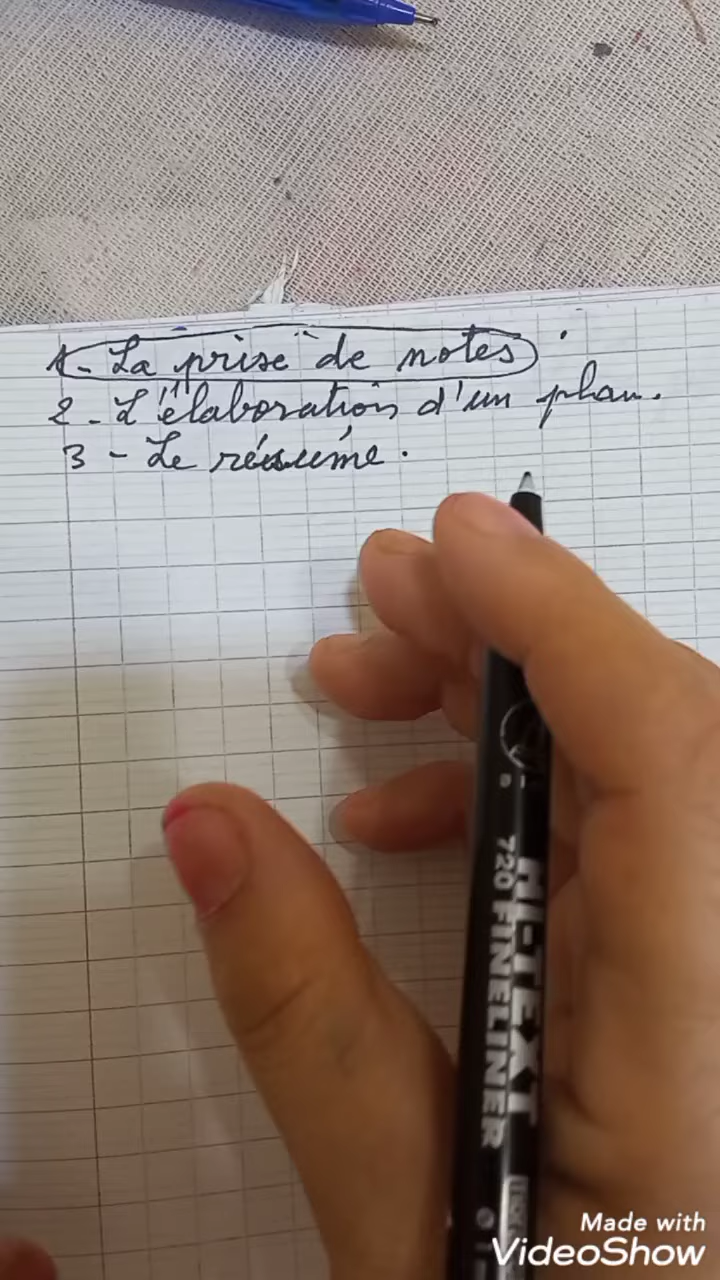 1- La prise de notes.
2- L'élaboration d'un plan.
3- Le résumé.
HI-TEXT
720 FINELINER
Made with
VideoShow